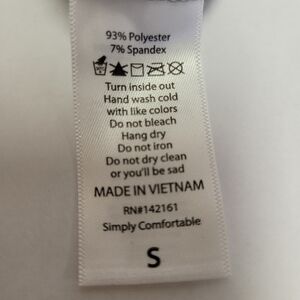 93% Polyester
7% Spandex
Turn inside out
Hand wash cold
with like colors
Do not bleach
Hang dry
Do not iron
Do not dry clean
or you'll be sad
MADE IN VIETNAM
RN#142161
Simply Comfortable
S